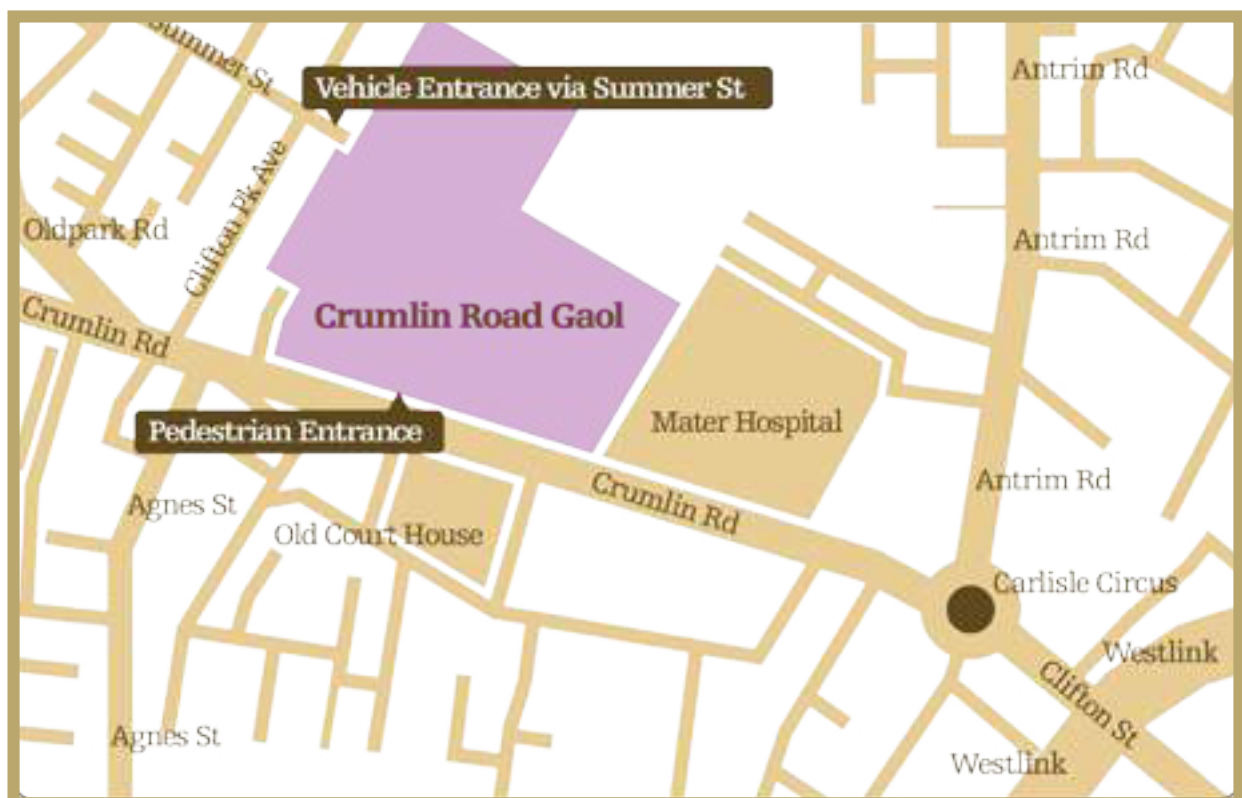 Summer St
Vehicle Entrance via Summer St
Antrim Rd
Clifton Pk Ave
Oldpark Rd
Antrim Rd
Crumlin Rd
Crumlin Road Gaol
Pedestrian Entrance
Mater Hospital
Agnes St
Old Court House
Crumlin Rd
Antrim Rd
Carlisle Circus
Westlink
Clifton St
Agnes St
Westlink